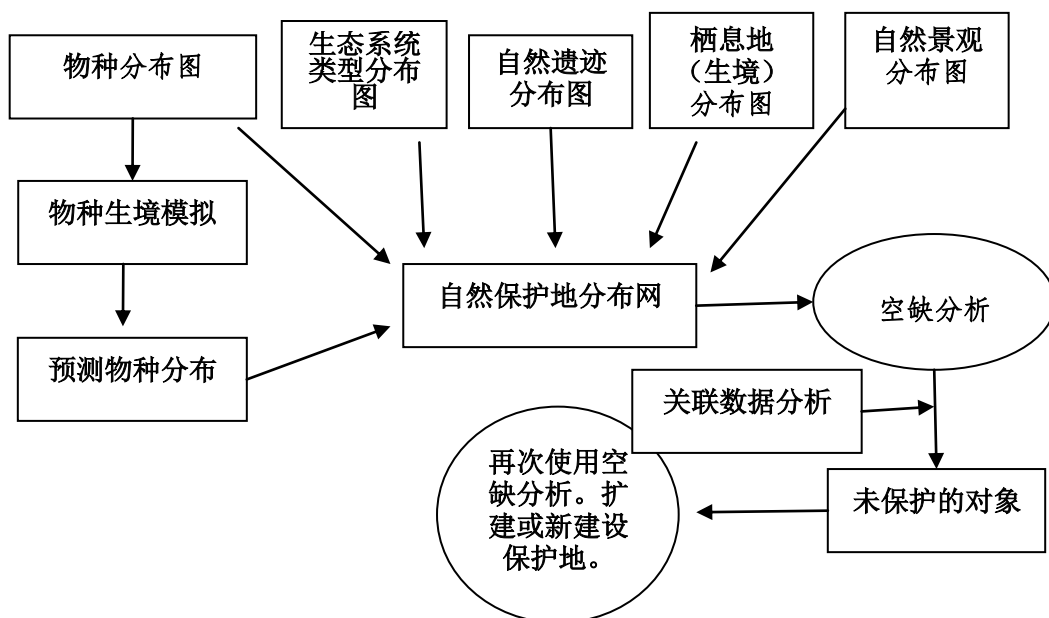 物种分布图
生态系统
类型分布
图
自然遗迹
分布图
栖息地
（生境）
分布图
自然景观
分布图
物种生境模拟
自然保护地分布网
空缺分析
预测物种分布
关联数据分析
再次使用空
缺分析。扩
建或新建设
保护地。
未保护的对象